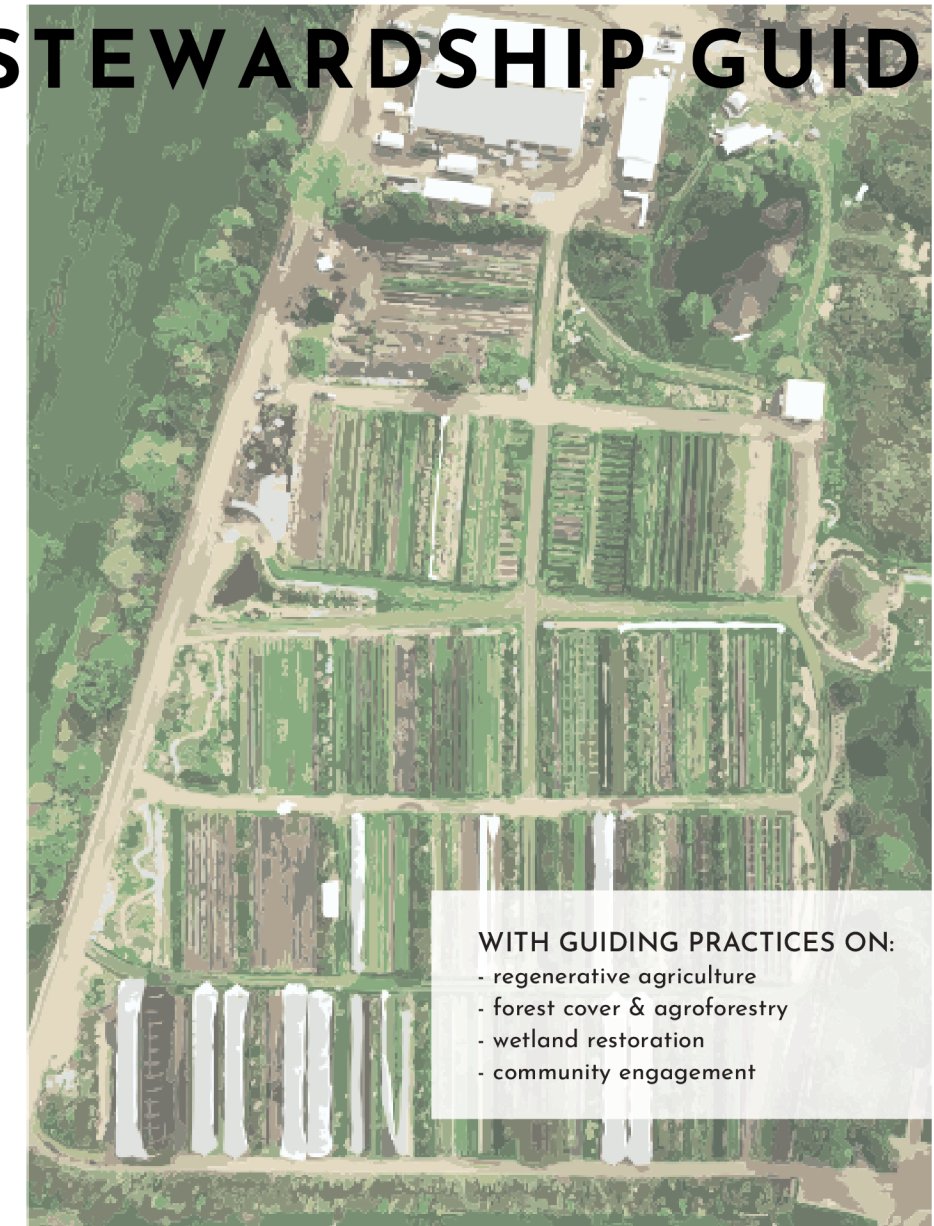 STEWARDSHIP GUID
WITH GUIDING PRACTICES ON:
- regenerative agriculture
- forest cover & agroforestry
- wetland restoration
- community engagement